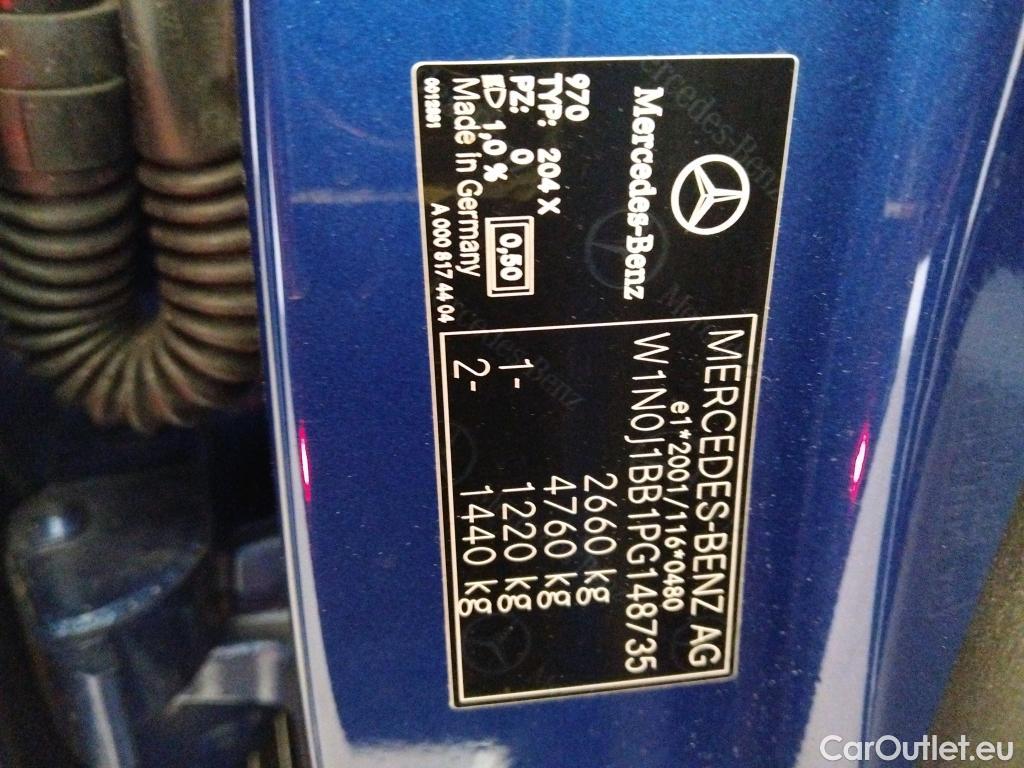 Mercedes-Benz
970
TYP: 204 X
PZ: 0
1,0 %
0,50
Made in Germany
A 000 817 44 04
MERCEDES-BENZ AG
e1*2001/116*0480
W1N0J1BB1PG148735
2660 kg
4760 kg
1- 1220 kg
2- 1440 kg
CarOutlet.eu